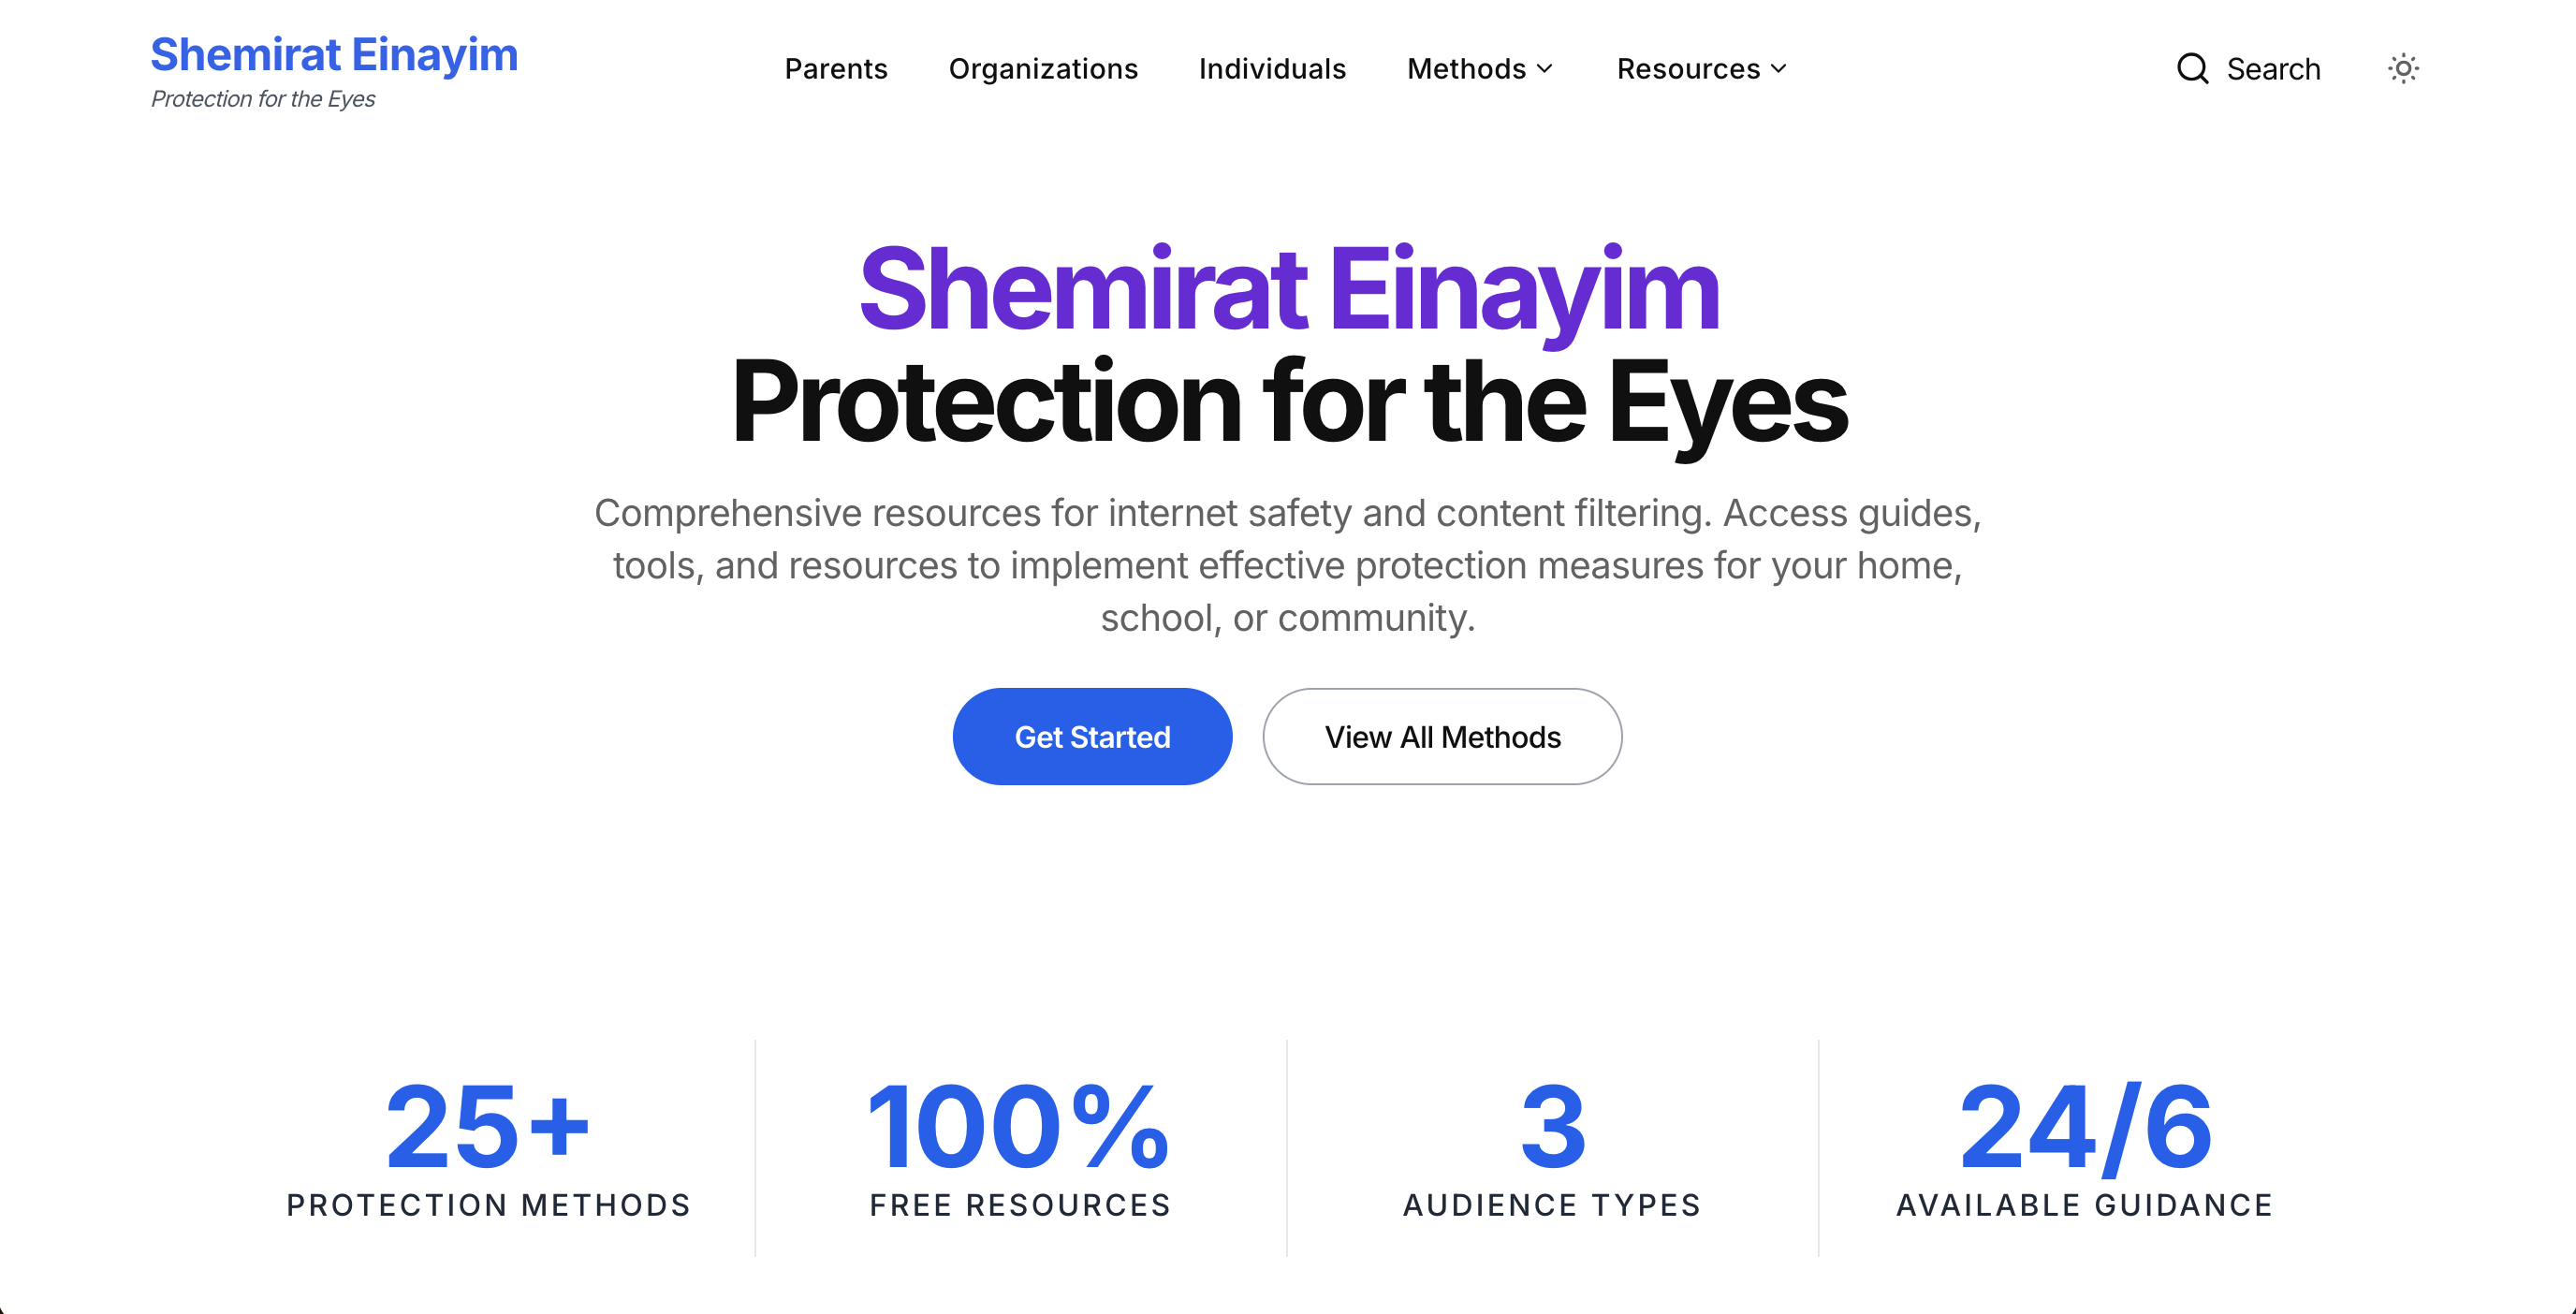 Shemirat Einayim
Protection for the Eyes
Parents
Organizations
Individuals
Methods
Resources
Search
Shemirat Einayim
Protection for the Eyes
Comprehensive resources for internet safety and content filtering. Access guides,
tools, and resources to implement effective protection measures for your home,
school, or community.
Get Started
View All Methods
25+
PROTECTION METHODS
100%
FREE RESOURCES
3
AUDIENCE TYPES
24/6
AVAILABLE GUIDANCE